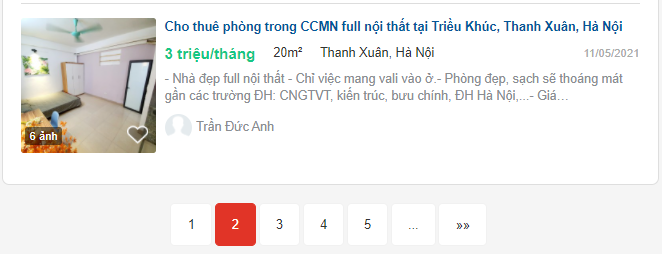 Cho thuê phòng trong CCMN full nội thất tại Triều Khúc, Thanh Xuân, Hà Nội
3 triệu/tháng 20m² Thanh Xuân, Hà Nội 11/05/2021
- Nhà đẹp full nội thất - Chỉ việc mang vali vào ở.- Phòng đẹp, sạch sẽ thoáng mát
gần các trường ĐH: CNGTVT, kiến trúc, bưu chính, ĐH Hà Nội,...- Giá…
6 ảnh
Trần Đức Anh
1 2 3 4 5 ... »»